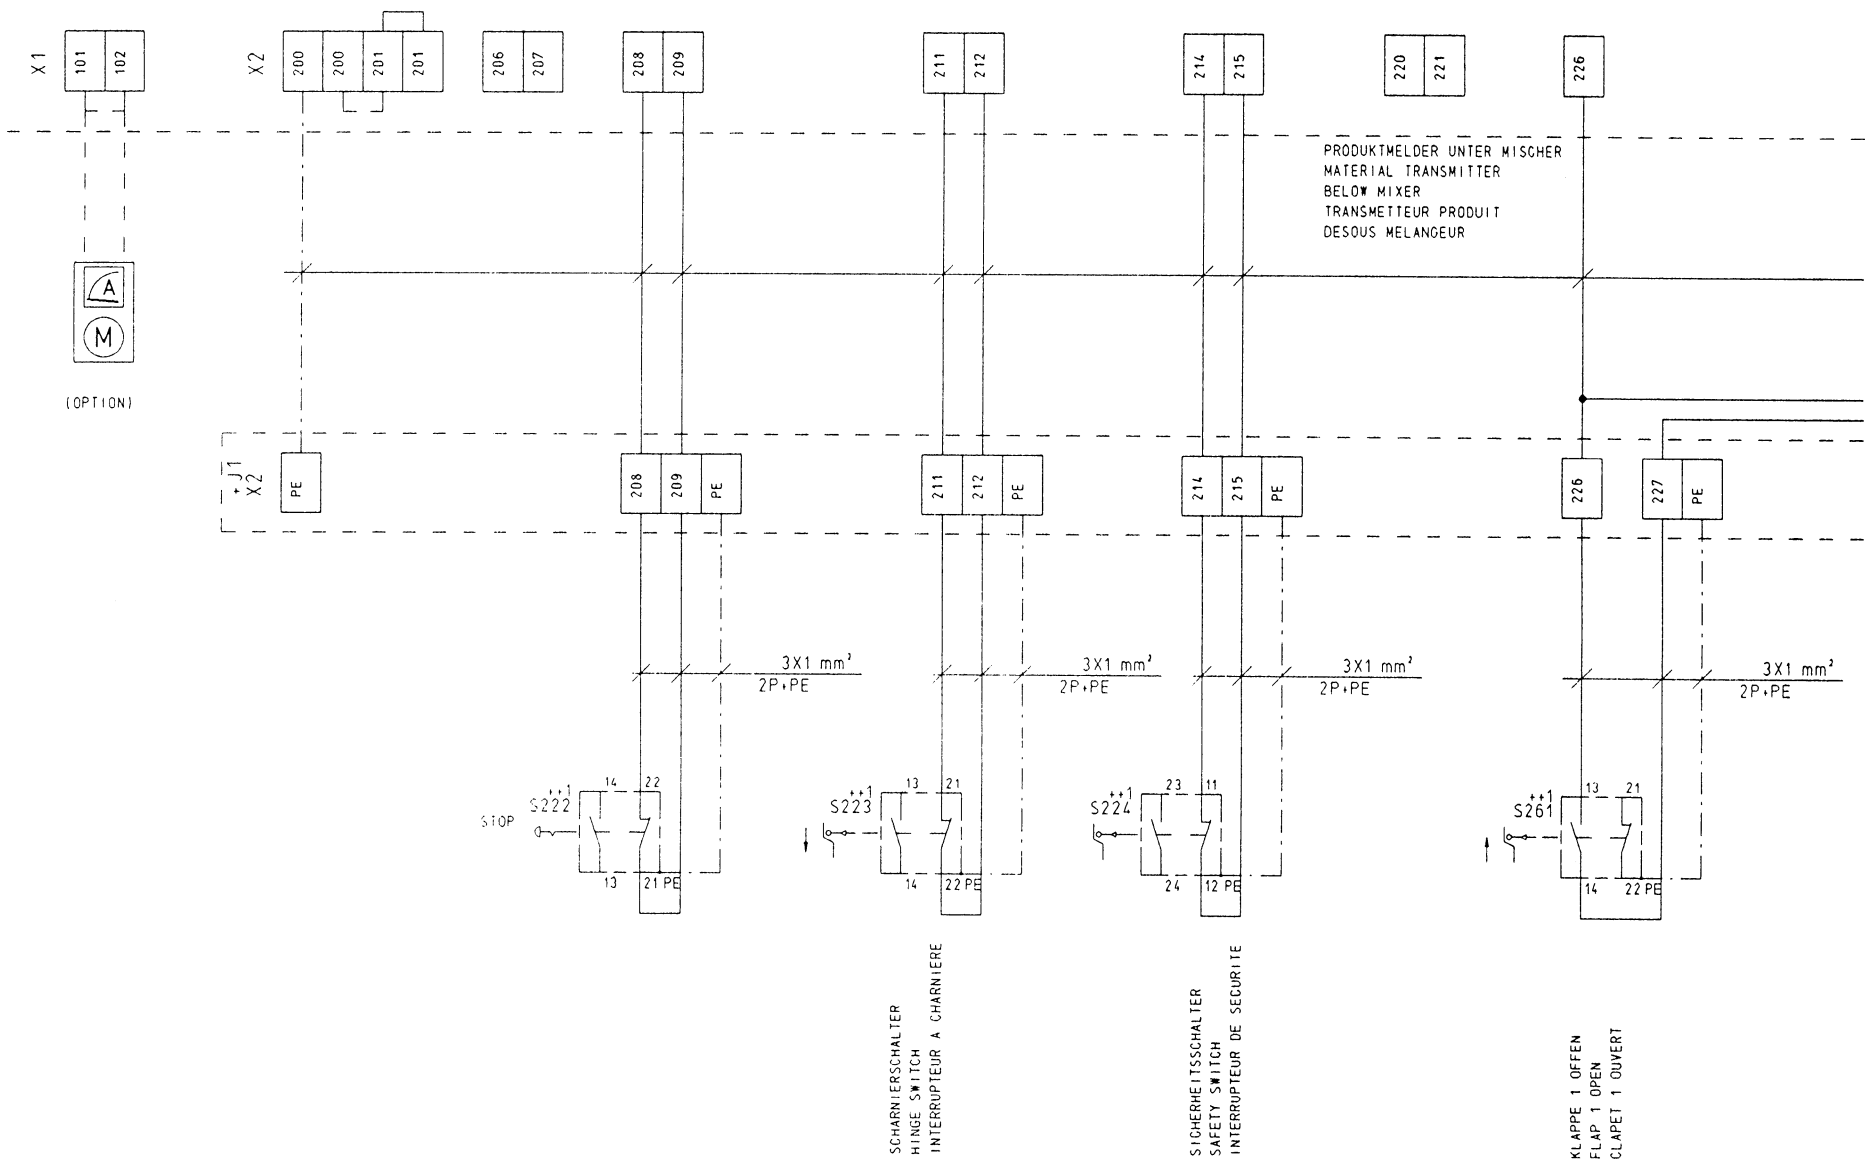 X1
101 102
X2
200 200 201 201
206 207
208 209
211 212
214 215
220 221
226
PRODUKTMELDER UNTER MISCHER
MATERIAL TRANSMITTER
BELOW MIXER
TRANSMETTEUR PRODUIT
DESOUS MELANGEUR
A
M
(OPTION)
+J1
X2
PE
208 209 PE
211 212 PE
214 215 PE
226
227 PE
3X1 mm²
2P+PE
3X1 mm²
2P+PE
3X1 mm²
2P+PE
3X1 mm²
2P+PE
STOP
++1
S222
14 22
13 21 PE
++1
S223
13 21
14 22 PE
++1
S224
23 11
24 12 PE
++1
S261
13 21
14 22 PE
SCHARNIERSCHALTER
HINGE SWITCH
INTERRUPTEUR A CHARNIERE
SICHERHEITSSCHALTER
SAFETY SWITCH
INTERRUPTEUR DE SECURITE
KLAPPE 1 OFFEN
FLAP 1 OPEN
CLAPET 1 OUVERT